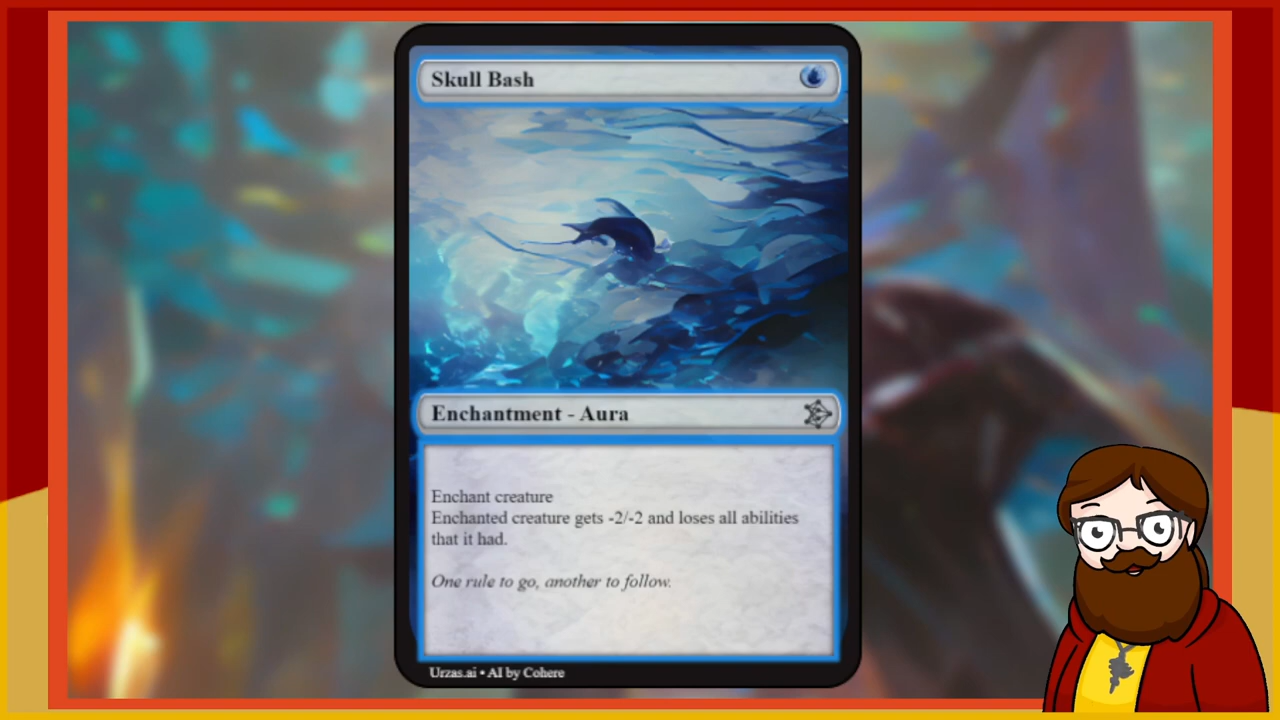 Skull Bash
Enchantment - Aura
Enchant creature
Enchanted creature gets -2/-2 and loses all abilities
that it had.
One rule to go, another to follow.
Urzas.ai • AI by Cohere